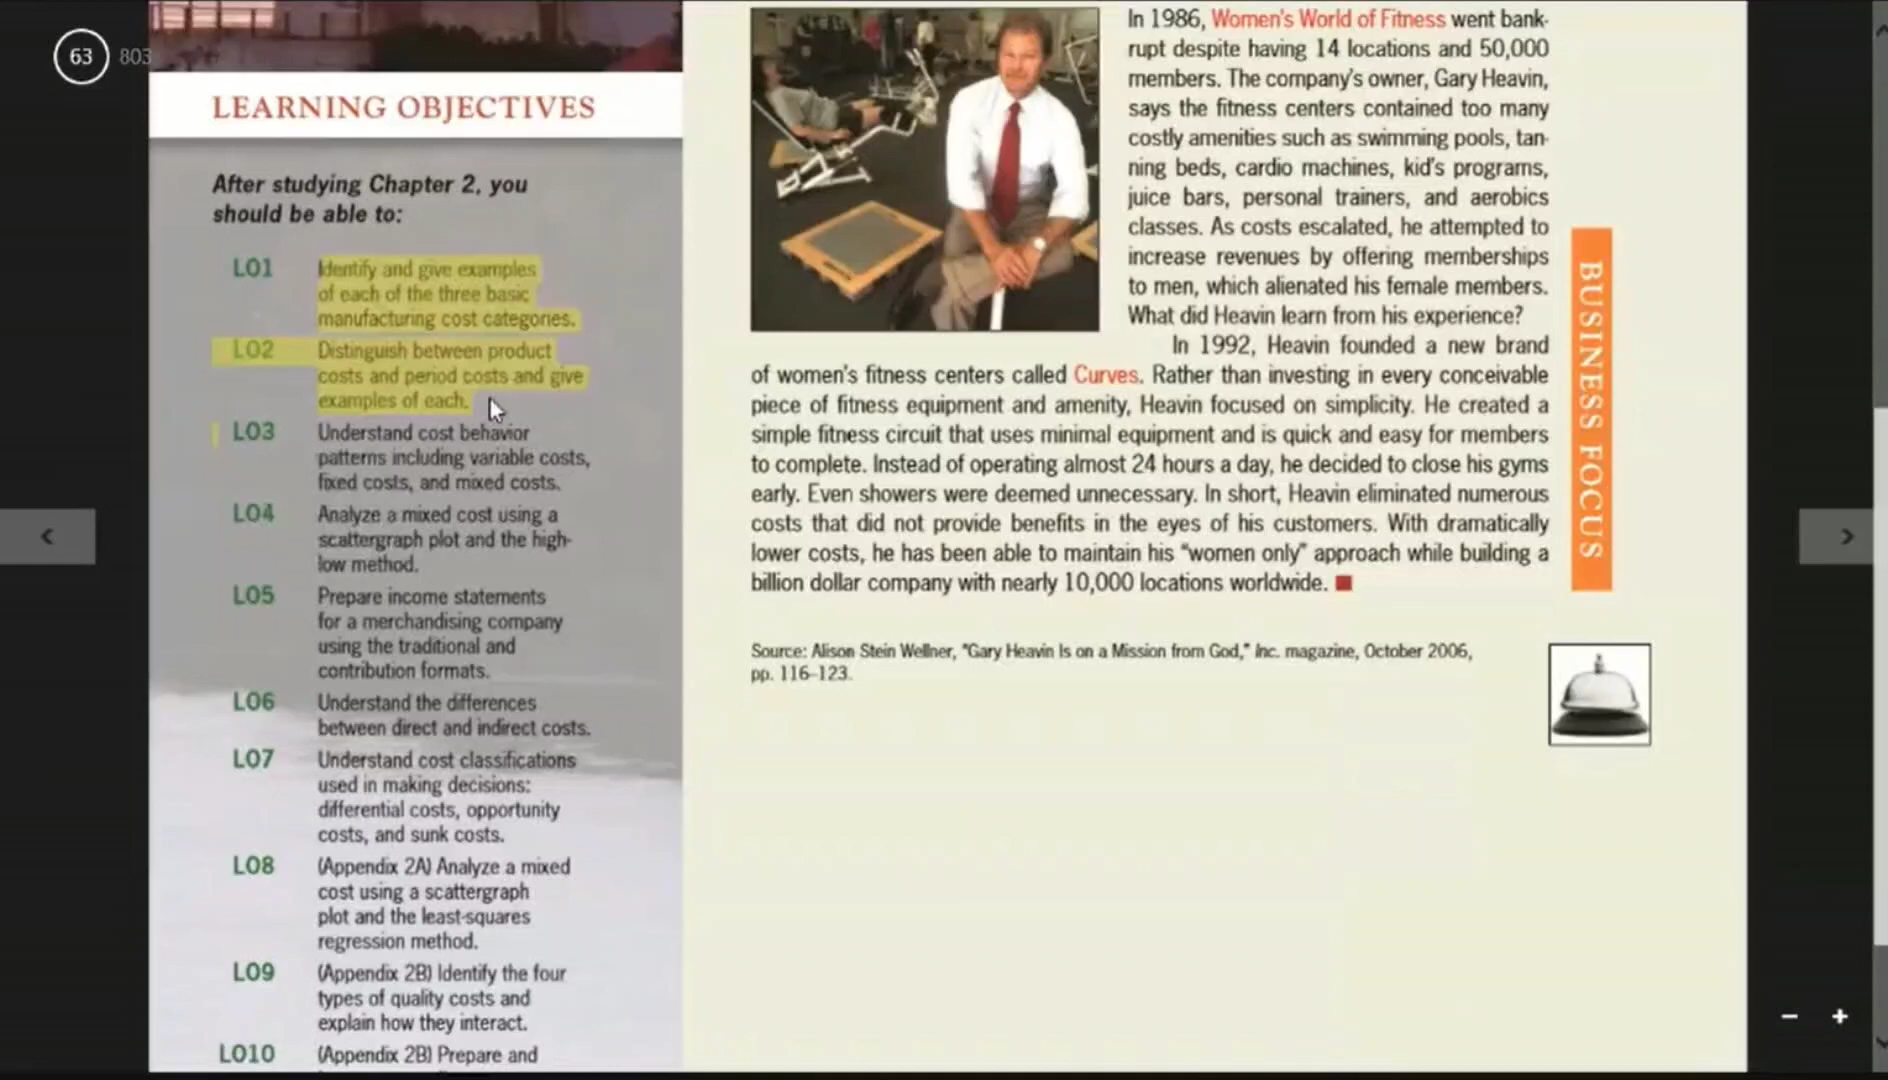 63 803
LEARNING OBJECTIVES
After studying Chapter 2, you
should be able to:
LO1 Identify and give examples
of each of the three basic
manufacturing cost categories.
LO2 Distinguish between product
costs and period costs and give
examples of each.
LO3 Understand cost behavior
patterns including variable costs,
fixed costs, and mixed costs.
LO4 Analyze a mixed cost using a
scattergraph plot and the high-
low method.
LO5 Prepare income statements
for a merchandising company
using the traditional and
contribution formats.
LO6 Understand the differences
between direct and indirect costs.
LO7 Understand cost classifications
used in making decisions:
differential costs, opportunity
costs, and sunk costs.
LO8 (Appendix 2A) Analyze a mixed
cost using a scattergraph
plot and the least-squares
regression method.
LO9 (Appendix 2B) Identify the four
types of quality costs and
explain how they interact.
LO10 (Appendix 2B) Prepare and
In 1986, Women's World of Fitness went bank-
rupt despite having 14 locations and 50,000
members. The company's owner, Gary Heavin,
says the fitness centers contained too many
costly amenities such as swimming pools, tan-
ning beds, cardio machines, kid's programs,
juice bars, personal trainers, and aerobics
classes. As costs escalated, he attempted to
increase revenues by offering memberships
to men, which alienated his female members.
What did Heavin learn from his experience?
In 1992, Heavin founded a new brand
of women's fitness centers called Curves. Rather than investing in every conceivable
piece of fitness equipment and amenity, Heavin focused on simplicity. He created a
simple fitness circuit that uses minimal equipment and is quick and easy for members
to complete. Instead of operating almost 24 hours a day, he decided to close his gyms
early. Even showers were deemed unnecessary. In short, Heavin eliminated numerous
costs that did not provide benefits in the eyes of his customers. With dramatically
lower costs, he has been able to maintain his "women only" approach while building a
billion dollar company with nearly 10,000 locations worldwide.
Source: Alison Stein Wellner, "Gary Heavin Is on a Mission from God," Inc. magazine, October 2006,
pp. 116–123.
BUSINESS FOCUS